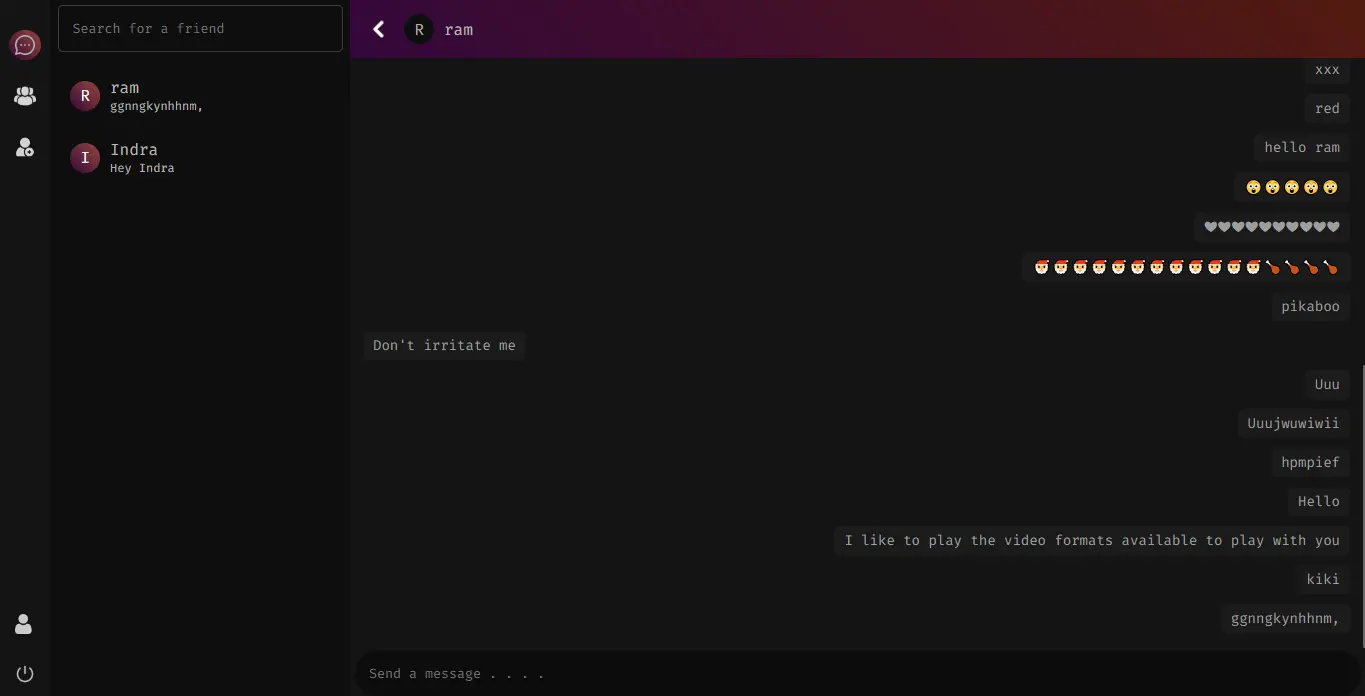 Search for a friend
R
ram
ggnngkynhhnm,
I
Indra
Hey Indra
R
ram
xxx
red
hello ram
😲😲😲😲😲
🩶🩶🩶🩶🩶🩶🩶🩶🩶🩶
🎅🎅🎅🎅🎅🎅🎅🎅🎅🎅🎅🎅🍗🍗🍗🍗
pikaboo
Don't irritate me
Uuu
Uuujwuwiwii
hpmpief
Hello
I like to play the video formats available to play with you
kiki
ggnngkynhhnm,
Send a message . . . .